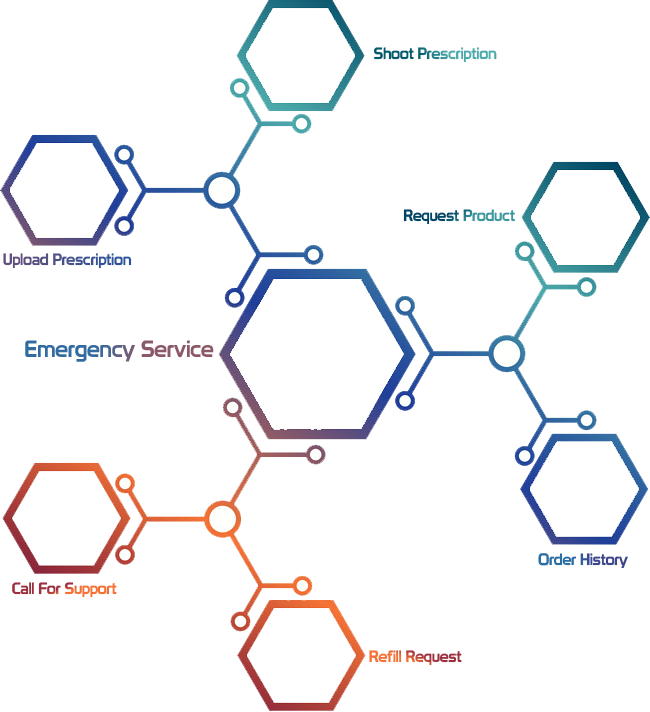 Shoot Prescription
Request Product
Upload Prescription
Emergency Service
Order History
Call For Support
Refill Request